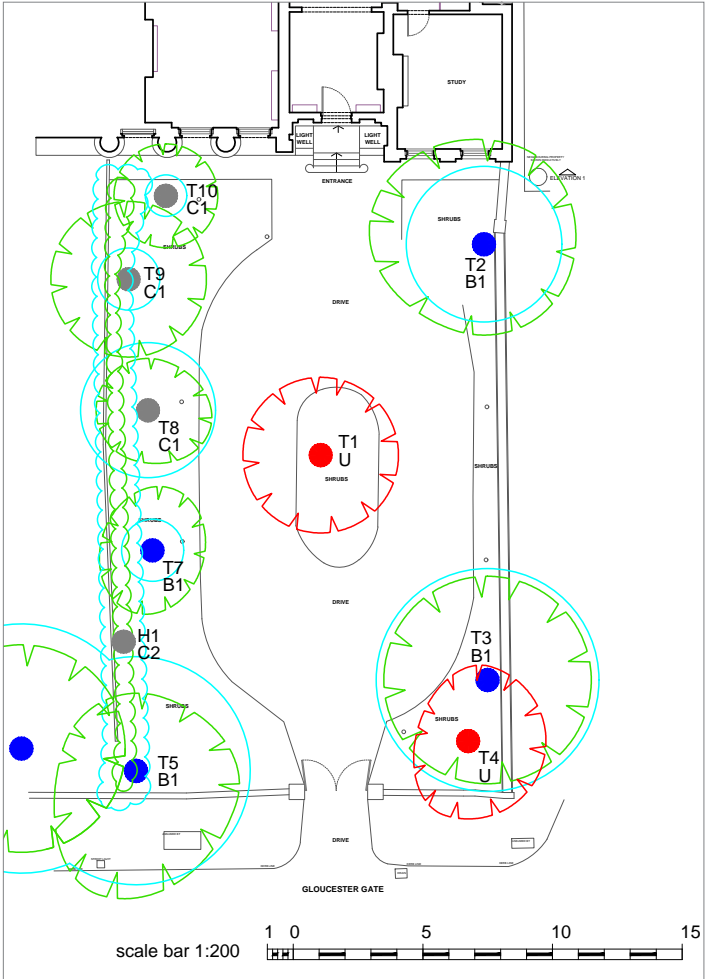 STUDY
LIGHT
WELL
LIGHT
WELL
ENTRANCE
ELEVATION 1
T10
C1
SHRUBS
SHRUBS
T2
B1
T9
C1
DRIVE
T8
C1
T1
U
SHRUBS
SHRUBS
SHRUBS
T7
B1
DRIVE
H1
C2
T3
B1
SHRUBS
SHRUBS
T4
U
T5
B1
DRIVE
GLOUCESTER GATE
scale bar 1:200
1 0 5 10 15